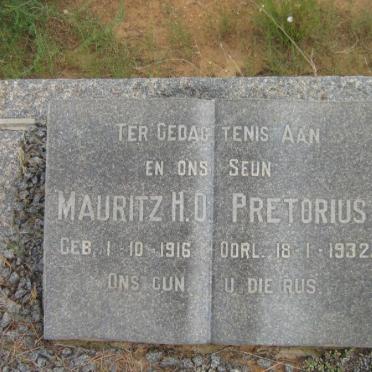 TER GEDAGTENIS AAN
EN ONS SEUN
MAURITZ H.O. PRETORIUS
GEB. 1-10-1916 OORL. 18-1-1932.
ONS GUN U DIE RUS